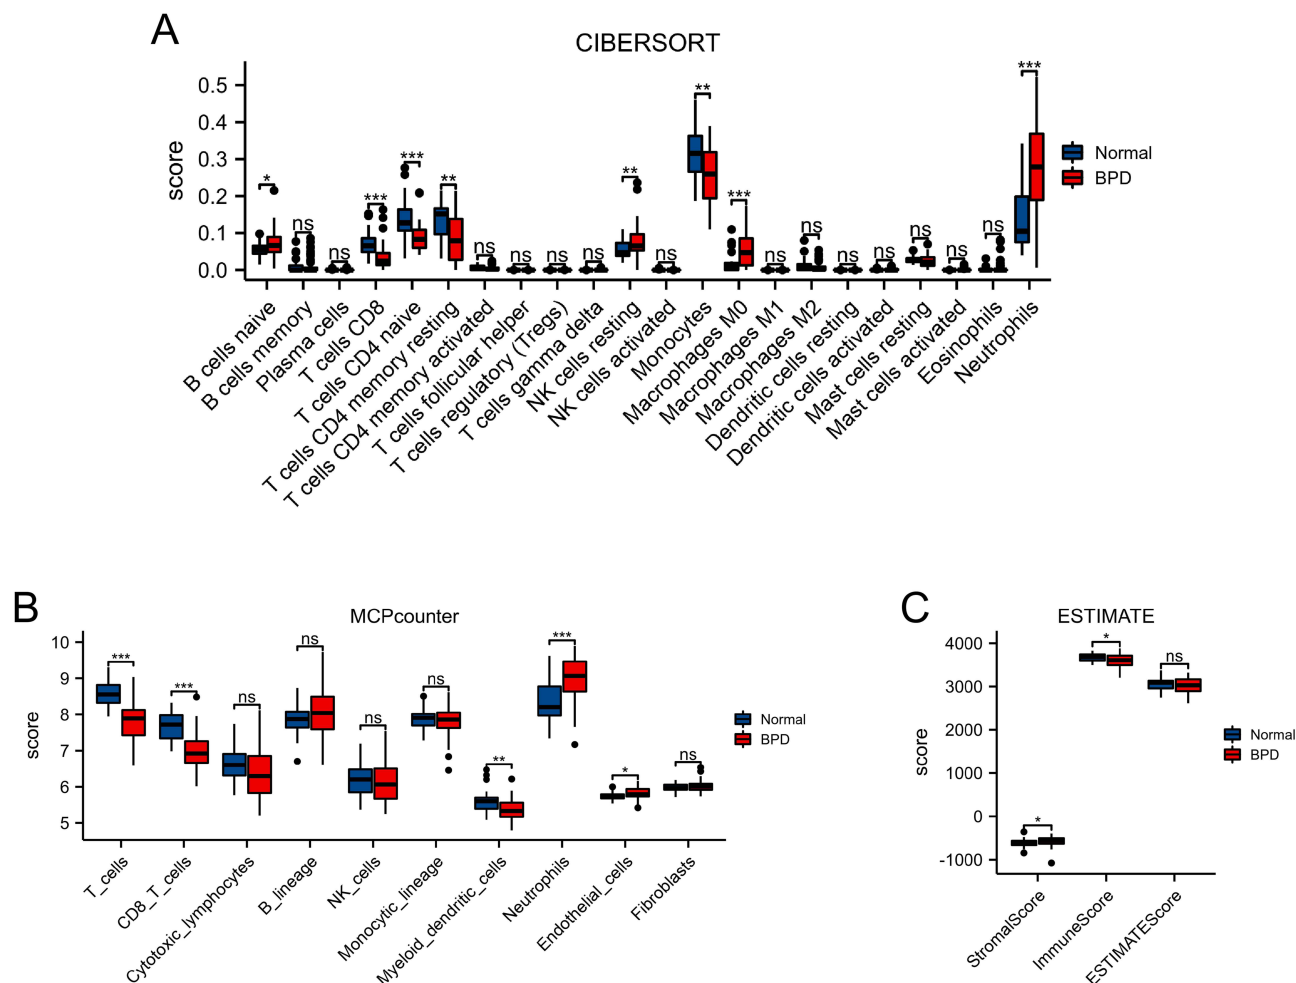 A
CIBERSORT
score
0.5
0.4
0.3
0.2
0.1
0.0
* ns ns *** *** ** ns ns ns ns ** ns ** *** ns ns ns ns ns ns ns ***
Normal
BPD
B cells naive
B cells memory
Plasma cells
T cells CD8
T cells CD4 naive
T cells CD4 memory resting
T cells CD4 memory activated
T cells follicular helper
T cells regulatory (Tregs)
T cells gamma delta
NK cells resting
NK cells activated
Monocytes
Macrophages M0
Macrophages M1
Macrophages M2
Dendritic cells resting
Dendritic cells activated
Mast cells resting
Mast cells activated
Eosinophils
Neutrophils
B
MCPcounter
score
10
9
8
7
6
5
*** *** ns ns ns ns ** *** * ns
Normal
BPD
T_cells
CD8_T_cells
Cytotoxic_lymphocytes
B_lineage
NK_cells
Monocytic_lineage
Myeloid_dendritic_cells
Neutrophils
Endothelial_cells
Fibroblasts
C
ESTIMATE
score
4000
3000
2000
1000
0
-1000
* * ns
Normal
BPD
StromalScore
ImmuneScore
ESTIMATEScore